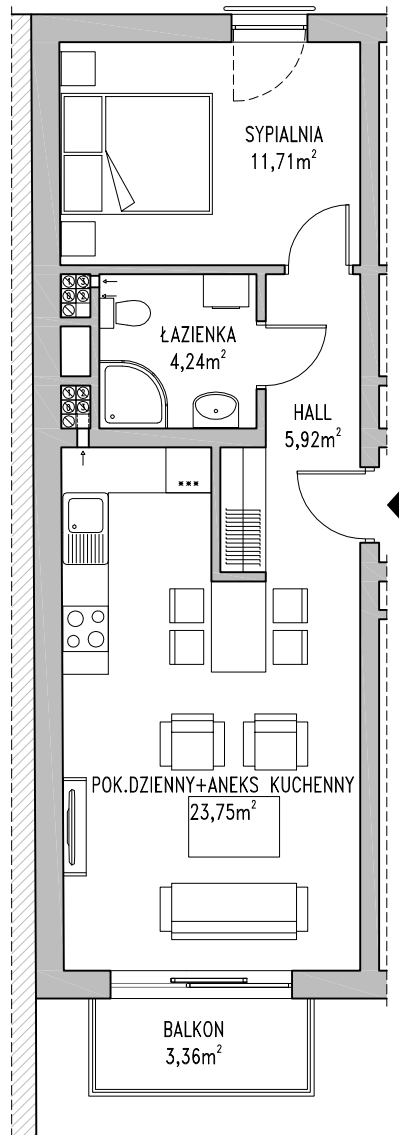 SYPIALNIA
11,71m²
ŁAZIENKA
4,24m²
HALL
5,92m²
POK.DZIENNY+ANEKS KUCHENNY
23,75m²
BALKON
3,36m²